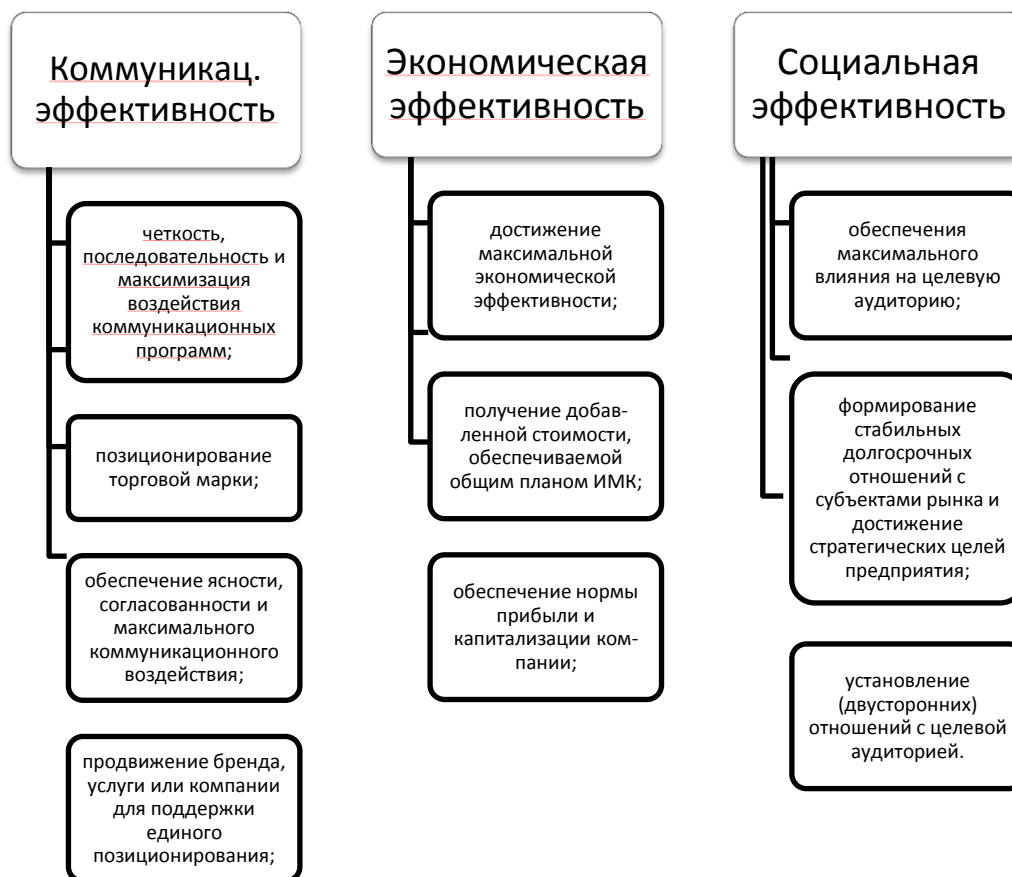 Коммуникац.
эффективность
четкость,
последовательность и
максимизация
воздействия
коммуникационных
программ;
позиционирование
торговой марки;
обеспечение ясности,
согласованности и
максимального
коммуникационного
воздействия;
продвижение бренда,
услуги или компании
для поддержки
единого
позиционирования;
Экономическая
эффективность
достижение
максимальной
экономической
эффективности;
получение добав-
ленной стоимости,
обеспечиваемой
общим планом ИМК;
обеспечение нормы
прибыли и
капитализации ком-
пании;
Социальная
эффективность
обеспечения
максимального
влияния на целевую
аудиторию;
формирование
стабильных
долгосрочных
отношений с
субъектами рынка и
достижение
стратегических целей
предприятия;
установление
(двусторонних)
отношений с целевой
аудиторией.